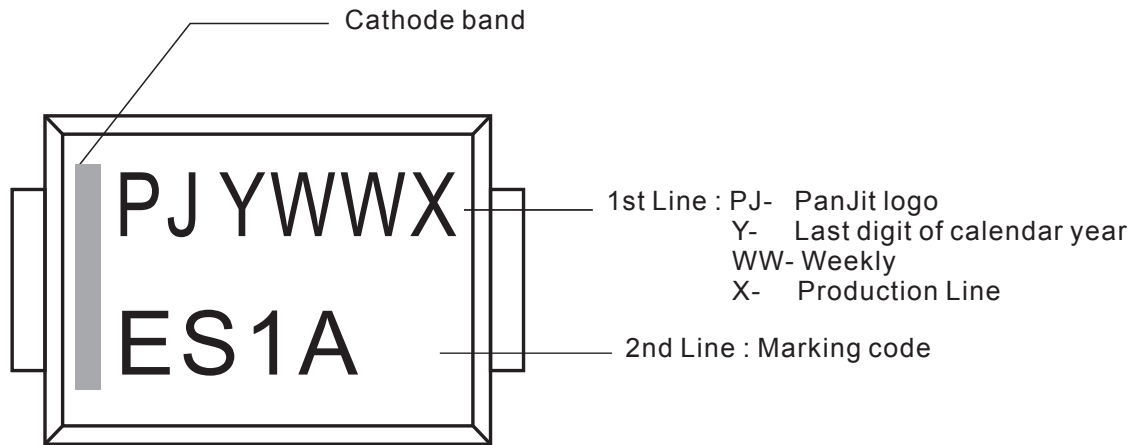 Cathode band
PJ YWWX
1st Line : PJ- PanJit logo
Y- Last digit of calendar year
WW- Weekly
X- Production Line
ES1A
2nd Line : Marking code